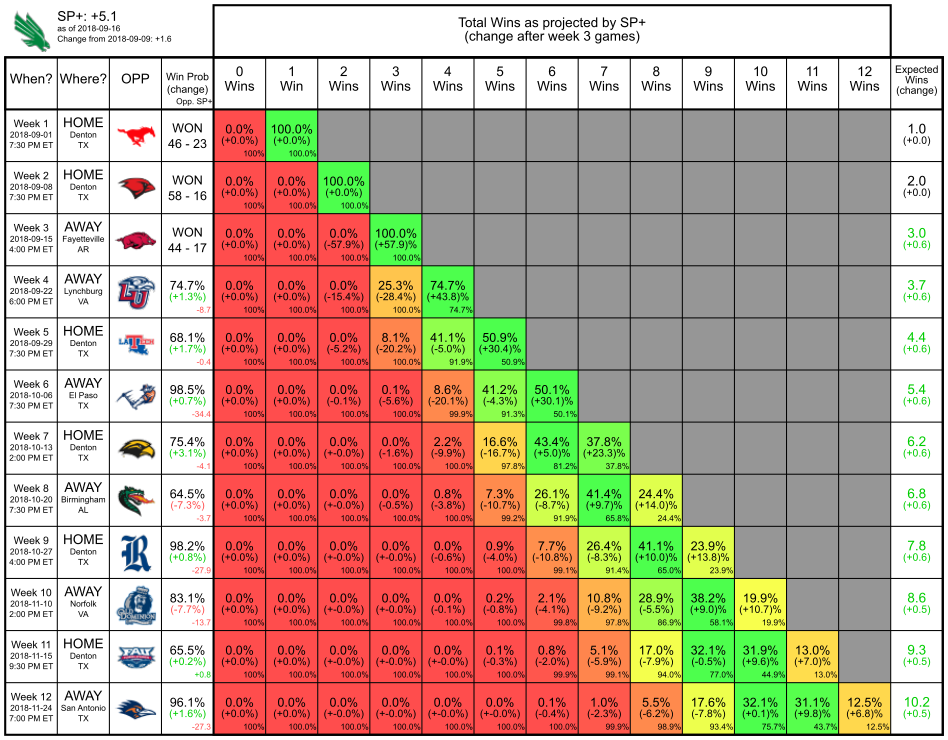 SP+: +5.1
as of 2018-09-16
Change from 2018-09-09: +1.6
Total Wins as projected by SP+
(change after week 3 games)
When? Where? OPP Win Prob (change) Opp. SP+ 0 Wins 1 Win 2 Wins 3 Wins 4 Wins 5 Wins 6 Wins 7 Wins 8 Wins 9 Wins 10 Wins 11 Wins 12 Wins Expected Wins (change)
Week 1 HOME
2018-09-01 Denton WON 0.0% 100.0% 1.0
7:30 PM ET TX 46 - 23 (+0.0%) (+0.0%) (+0.0)
100% 100.0%
Week 2 HOME
2018-09-08 Denton WON 0.0% 0.0% 100.0% 2.0
7:30 PM ET TX 58 - 16 (+0.0%) (+0.0%) (+0.0%) (+0.0)
100% 100.0% 100.0%
Week 3 AWAY
2018-09-15 Fayetteville WON 0.0% 0.0% 0.0% 100.0% 3.0
4:00 PM ET AR 44 - 17 (+0.0%) (+0.0%) (-57.9%) (+57.9)% (+0.6)
100% 100.0% 100.0% 100.0%
Week 4 AWAY
2018-09-22 Lynchburg 74.7% 0.0% 0.0% 0.0% 25.3% 74.7% 3.7
6:00 PM ET VA (+1.3%) (+0.0%) (+0.0%) (-15.4%) (-28.4%) (+43.8)% (+0.6)
LU
-8.7 100% 100.0% 100.0% 100.0% 74.7%
Week 5 HOME
2018-09-29 Denton 68.1% 0.0% 0.0% 0.0% 8.1% 41.1% 50.9% 4.4
7:30 PM ET TX (+1.7%) (+0.0%) (+0.0%) (-5.2%) (-20.2%) (-5.0%) (+30.4)% (+0.6)
LA TECH
-0.4 100% 100.0% 100.0% 100.0% 91.9% 50.9%
Week 6 AWAY
2018-10-06 El Paso 98.5% 0.0% 0.0% 0.0% 0.1% 8.6% 41.2% 50.1% 5.4
7:30 PM ET TX (+0.7%) (+0.0%) (+0.0%) (-0.1%) (-5.6%) (-20.1%) (-4.3%) (+30.1)% (+0.6)
-34.4 100% 100.0% 100.0% 100.0% 99.9% 91.3% 50.1%
Week 7 HOME
2018-10-13 Denton 75.4% 0.0% 0.0% 0.0% 0.0% 2.2% 16.6% 43.4% 37.8% 6.2
2:00 PM ET TX (+3.1%) (+0.0%) (+0.0%) (+-0.0%) (-1.6%) (-9.9%) (-16.7%) (+5.0)% (+23.3)% (+0.6)
-4.1 100% 100.0% 100.0% 100.0% 100.0% 97.8% 81.2% 37.8%
Week 8 AWAY
2018-10-20 Birmingham 64.5% 0.0% 0.0% 0.0% 0.0% 0.8% 7.3% 26.1% 41.4% 24.4% 6.8
7:30 PM ET AL (-7.3%) (+0.0%) (+0.0%) (+-0.0%) (-0.5%) (-3.8%) (-10.7%) (-8.7%) (+9.7)% (+14.0)% (+0.6)
-3.7 100% 100.0% 100.0% 100.0% 100.0% 99.2% 91.9% 65.8% 24.4%
Week 9 HOME
2018-10-27 Denton 98.2% 0.0% 0.0% 0.0% 0.0% 0.0% 0.9% 7.7% 26.4% 41.1% 23.9% 7.8
4:00 PM ET TX (+0.8%) (+0.0%) (+0.0%) (+-0.0%) (+-0.0%) (-0.6%) (-4.0%) (-10.8%) (-8.3%) (+10.0)% (+13.8)% (+0.6)
R
-27.9 100% 100.0% 100.0% 100.0% 100.0% 100.0% 99.1% 91.4% 65.0% 23.9%
Week 10 AWAY
2018-11-10 Norfolk 83.1% 0.0% 0.0% 0.0% 0.0% 0.0% 0.2% 2.1% 10.8% 28.9% 38.2% 19.9% 8.6
2:00 PM ET VA (-7.7%) (+0.0%) (+0.0%) (+-0.0%) (+-0.0%) (-0.1%) (-0.8%) (-4.1%) (-9.2%) (-5.5%) (+9.0)% (+10.7)% (+0.5)
DOMINION
-13.7 100% 100.0% 100.0% 100.0% 100.0% 100.0% 99.8% 97.8% 86.9% 58.1% 19.9%
Week 11 HOME
2018-11-15 Denton 65.5% 0.0% 0.0% 0.0% 0.0% 0.0% 0.1% 0.8% 5.1% 17.0% 32.1% 31.9% 13.0% 9.3
9:30 PM ET TX (+0.2%) (+0.0%) (+0.0%) (+-0.0%) (+-0.0%) (+-0.0%) (-0.3%) (-2.0%) (-5.9%) (-7.9%) (-0.5%) (+9.6)% (+7.0)% (+0.5)
FAU
+0.8 100% 100.0% 100.0% 100.0% 100.0% 100.0% 99.9% 99.1% 94.0% 77.0% 44.9% 13.0%
Week 12 AWAY
2018-11-24 San Antonio 96.1% 0.0% 0.0% 0.0% 0.0% 0.0% 0.0% 0.1% 1.0% 5.5% 17.6% 32.1% 31.1% 12.5% 10.2
7:00 PM ET TX (+1.6%) (+0.0%) (+0.0%) (+0.0%) (+-0.0%) (+-0.0%) (+-0.0%) (-0.4%) (-2.3%) (-6.2%) (-7.8%) (+0.1)% (+9.8)% (+6.8)% (+0.5)
-27.3 100% 100.0% 100.0% 100.0% 100.0% 100.0% 100.0% 99.9% 98.9% 93.4% 75.7% 43.7% 12.5%